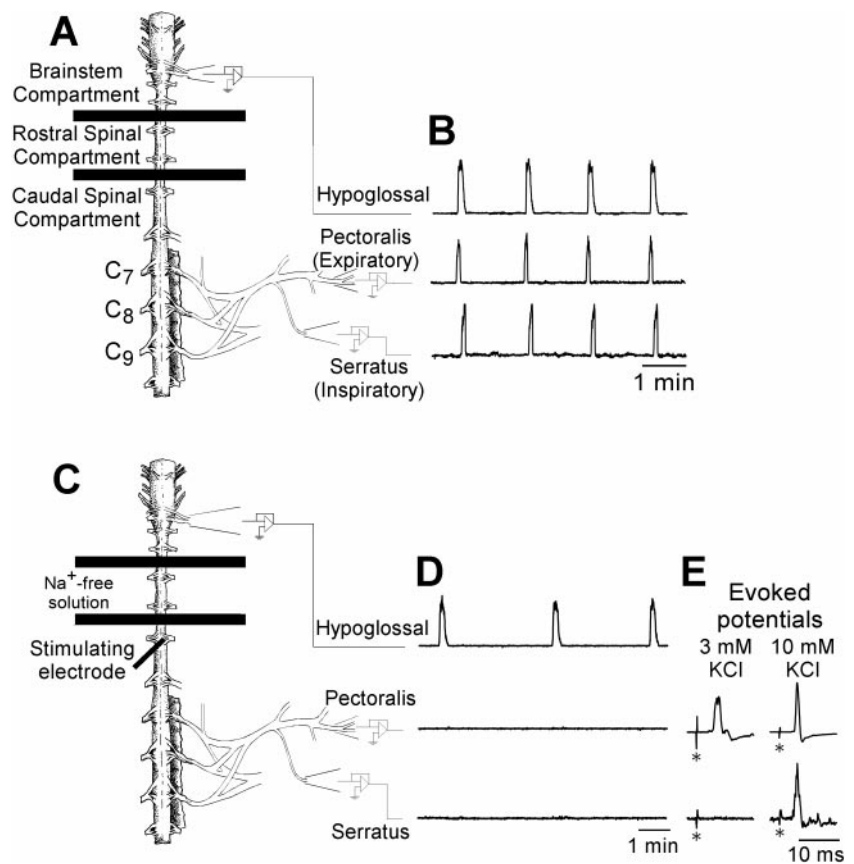 A
Brainstem
Compartment
Rostral Spinal
Compartment
Caudal Spinal
Compartment
C7
C8
C9
B
Hypoglossal
Pectoralis
(Expiratory)
Serratus
(Inspiratory)
1 min
C
Na+-free
solution
Stimulating
electrode
D
Hypoglossal
Pectoralis
Serratus
1 min
E
Evoked
potentials
3 mM
KCl
10 mM
KCl
*
*
*
*
10 ms